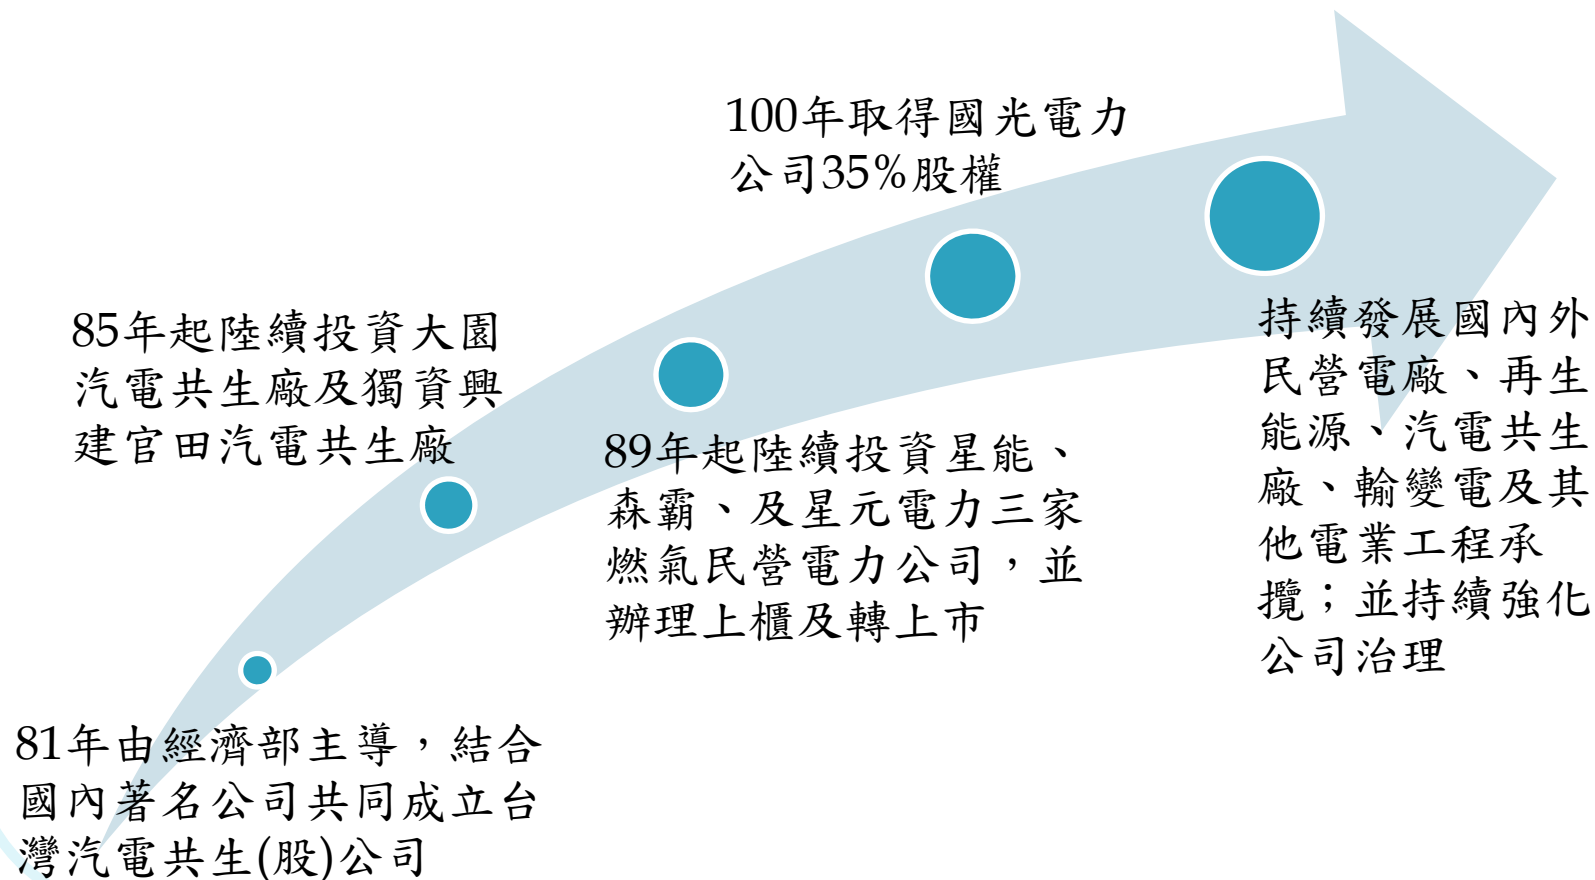 81年由經濟部主導，結合
國內著名公司共同成立台
灣汽電共生(股)公司
85年起陸續投資大園
汽電共生廠及獨資興
建官田汽電共生廠
89年起陸續投資星能、
森霸、及星元電力三家
燃氣民營電力公司，並
辦理上櫃及轉上市
100年取得國光電力
公司35%股權
持續發展國內外
民營電廠、再生
能源、汽電共生
廠、輸變電及其
他電業工程承
攬；並持續強化
公司治理